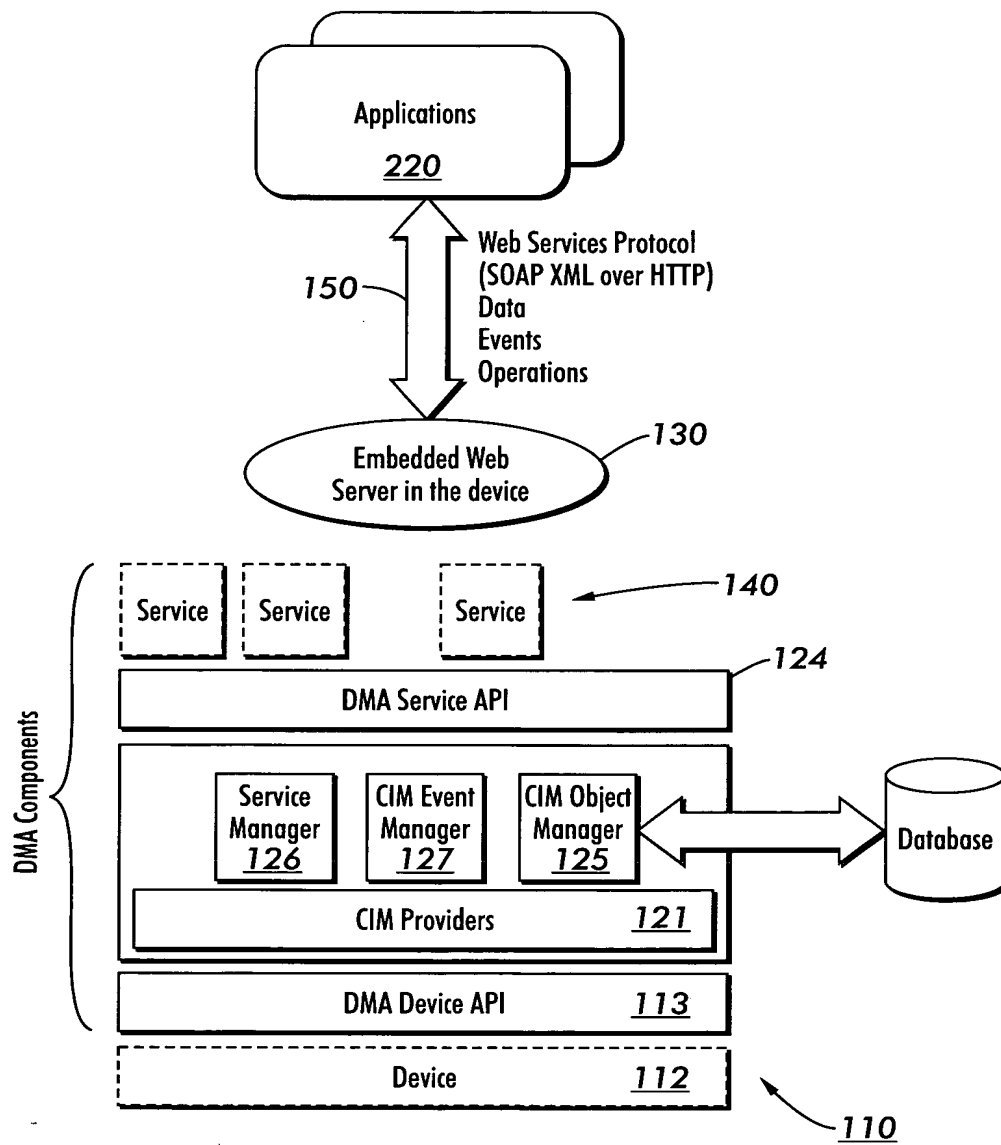 Applications
220
150
Web Services Protocol
(SOAP XML over HTTP)
Data
Events
Operations
130
Embedded Web
Server in the device
Service
Service
Service
140
124
DMA Service API
DMA Components
Service
Manager
126
CIM Event
Manager
127
CIM Object
Manager
125
Database
CIM Providers
121
DMA Device API
113
Device
112
110